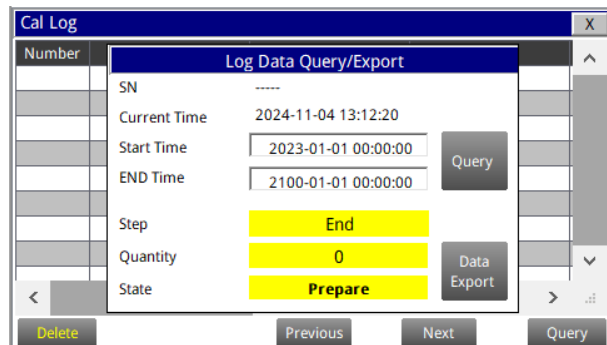 Cal Log X
Number
Log Data Query/Export
SN -----
Current Time 2024-11-04 13:12:20
Start Time 2023-01-01 00:00:00
Query
END Time 2100-01-01 00:00:00
Step End
Quantity 0
Data
Export
State Prepare
Delete Previous Next Query